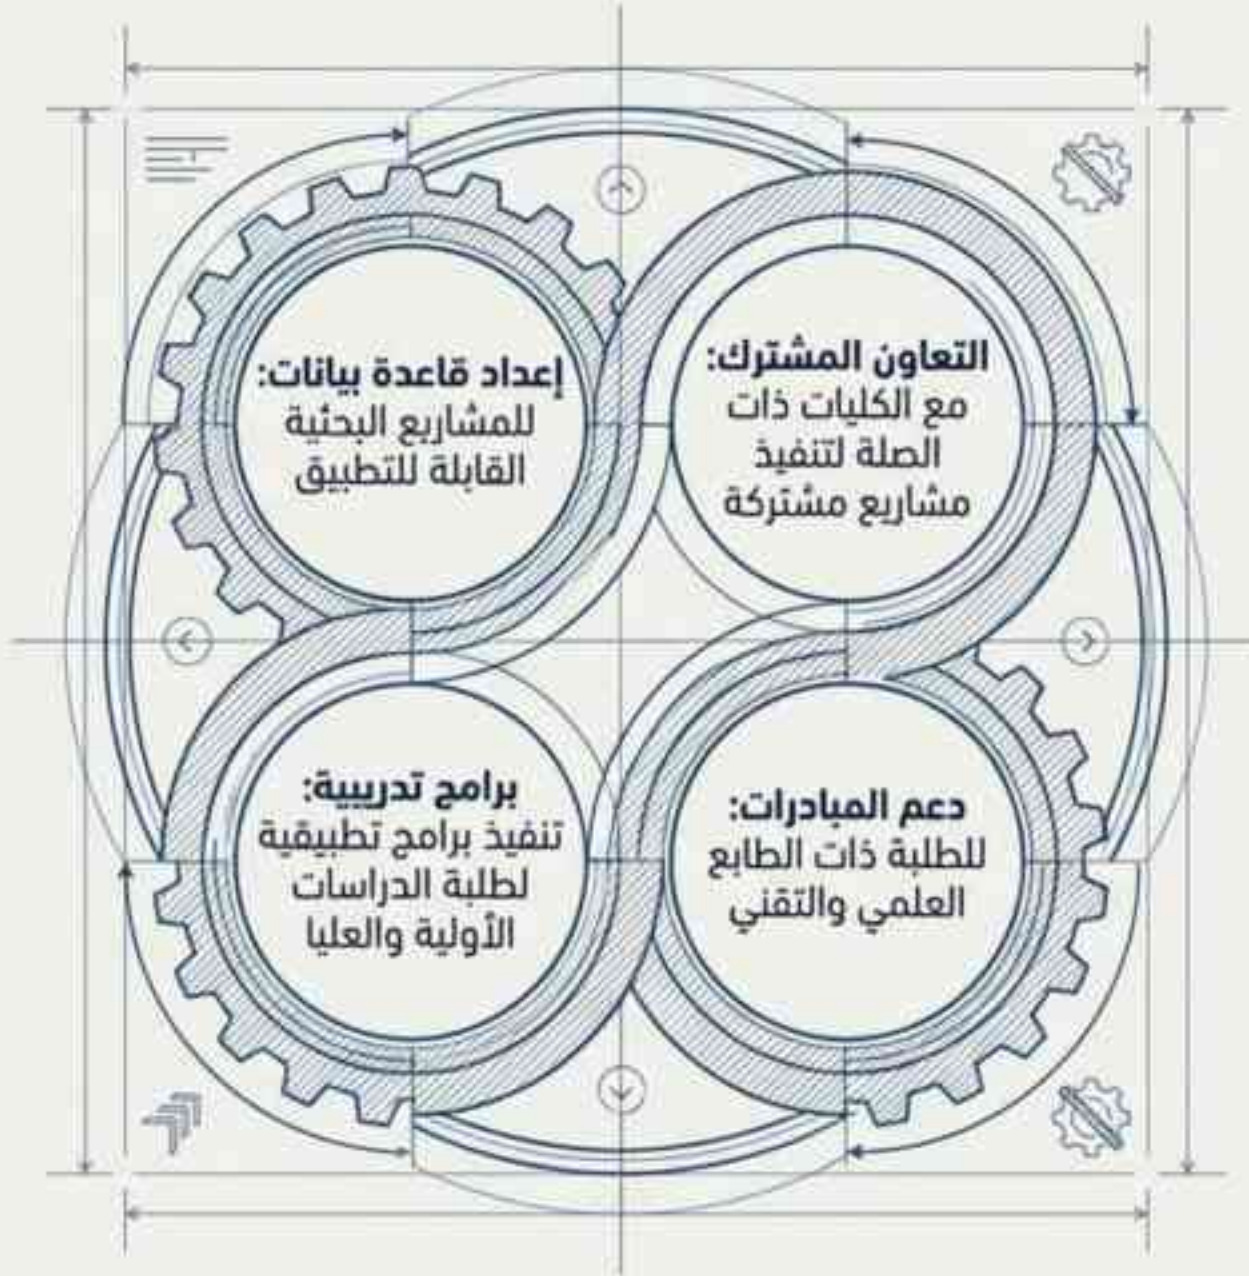 التعاون المشترك:
مع الكليات ذات
الصلة لتنفيذ
مشاريع مشتركة
إعداد قاعدة بيانات:
للمشاريع البحثية
القابلة للتطبيق
دعم المبادرات:
للطلبة ذات الطابع
العلمي والتقني
برامج تدريبية:
تنفيذ برامج تطبيقية
لطلبة الدراسات
الأولية والعليا